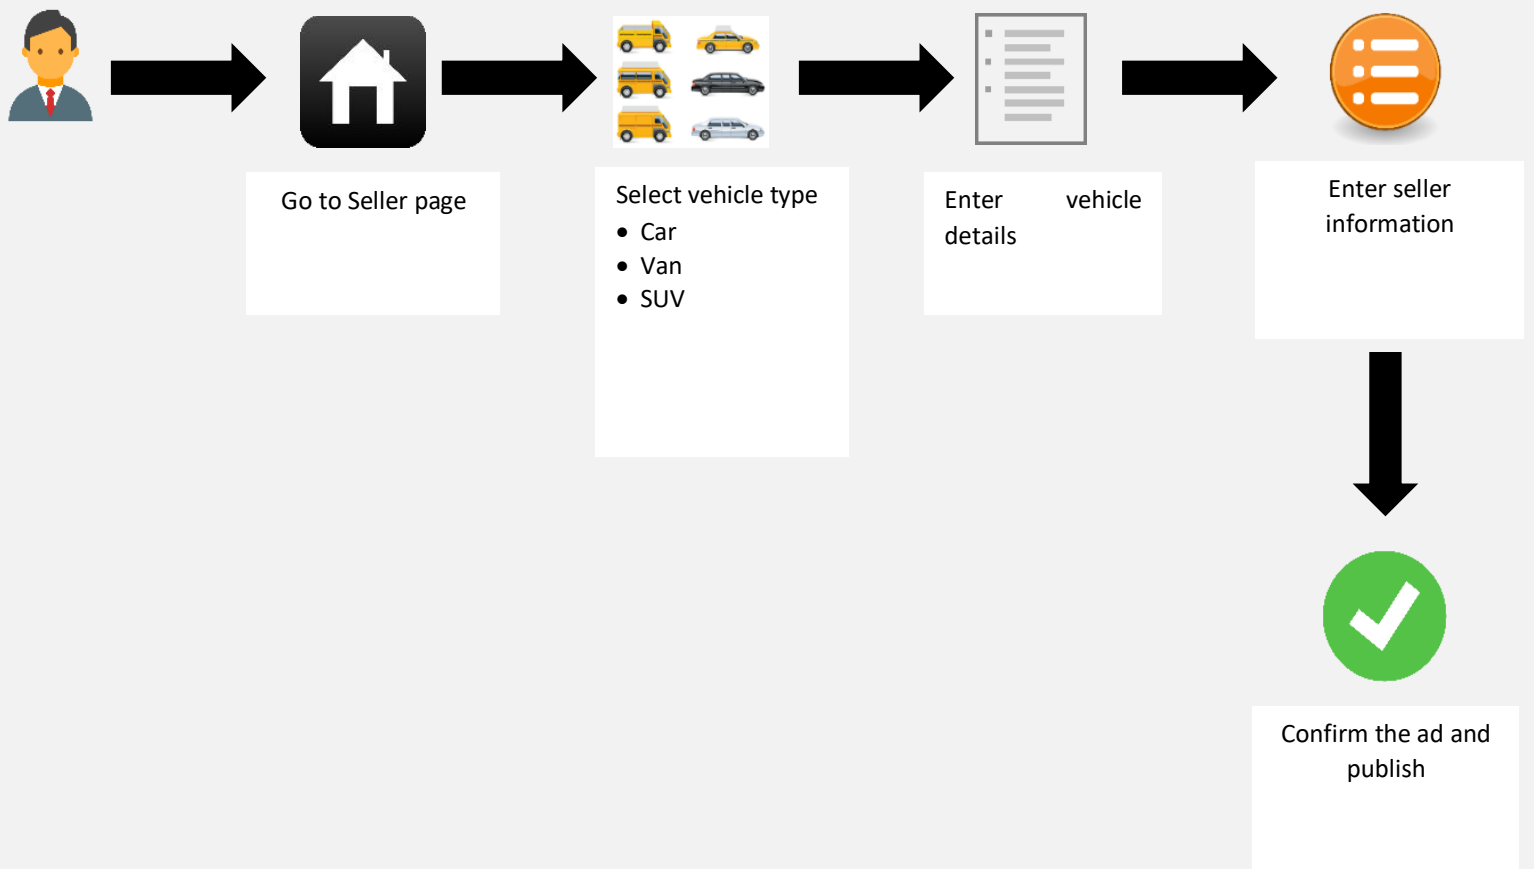 Go to Seller page
Select vehicle type
• Car
• Van
• SUV
Enter vehicle
details
Enter seller
information
Confirm the ad and
publish